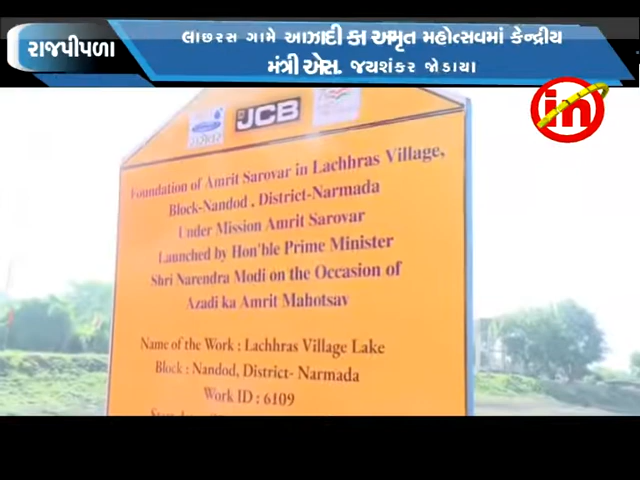 રાજપીપળા
લાછરસ ગામે આઝાદી કા અમૃત મહોત્સવમાં કેન્દ્રીય
મંત્રી એસ. જયશંકર જોડાયા
in
JCB
Foundation of Amrit Sarovar in Lachhras Village,
Block-Nandod , District-Narmada
Under Mission Amrit Sarovar
Launched by Hon'ble Prime Minister
Shri Narendra Modi on the Occasion of
Azadi ka Amrit Mahotsav
Name of the Work : Lachhras Village Lake
Block : Nandod, District- Narmada
Work ID : 6109